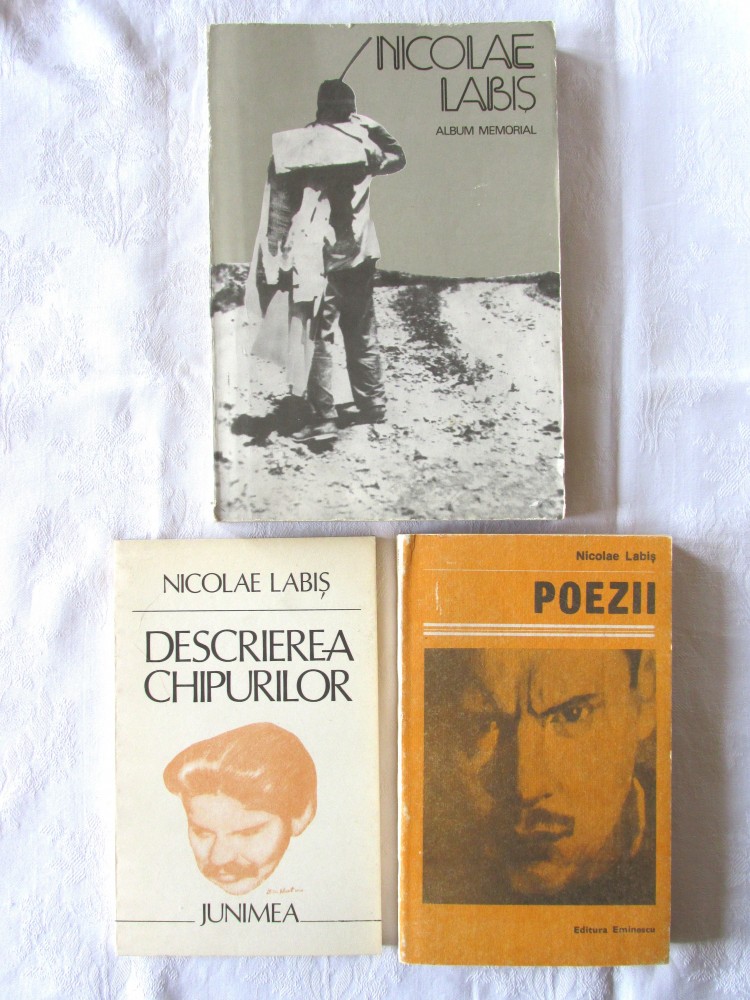 NICOLAE
LABIȘ
ALBUM MEMORIAL
NICOLAE LABIȘ
DESCRIEREA
CHIPURILOR
JUNIMEA
Nicolae Labiș
POEZII
Editura Eminescu